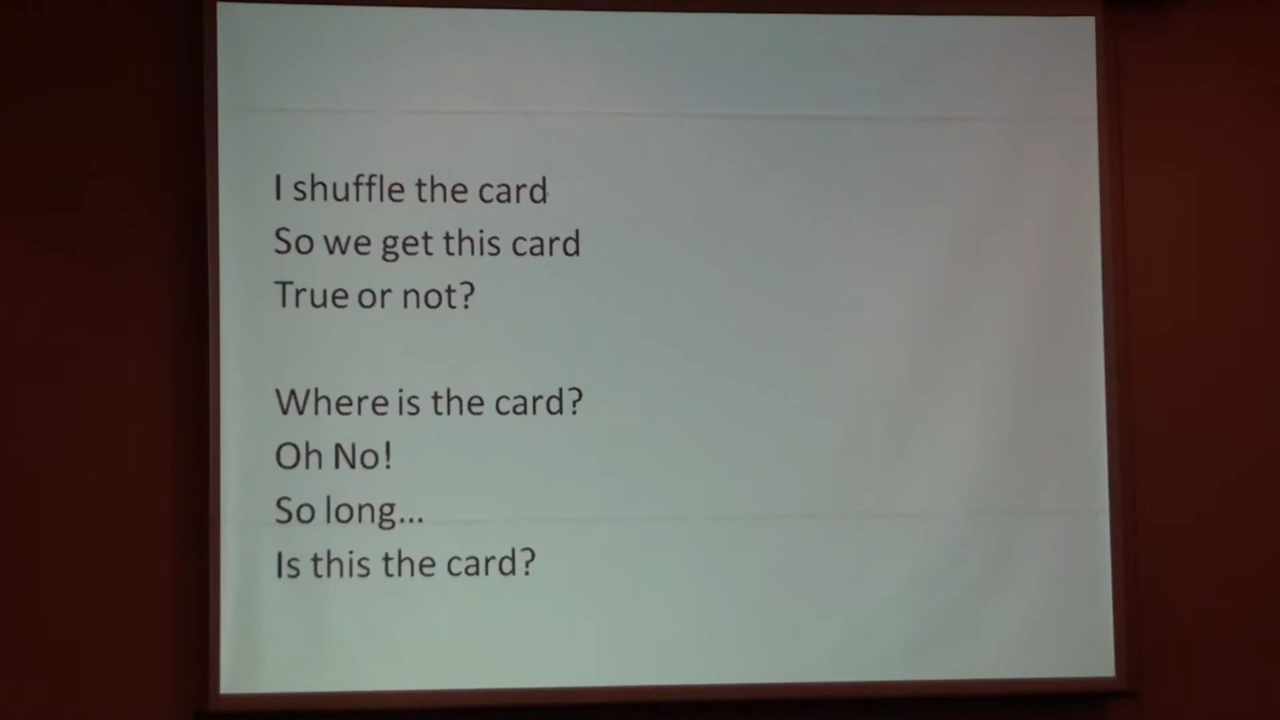 I shuffle the card
So we get this card
True or not?
Where is the card?
Oh No!
So long...
Is this the card?